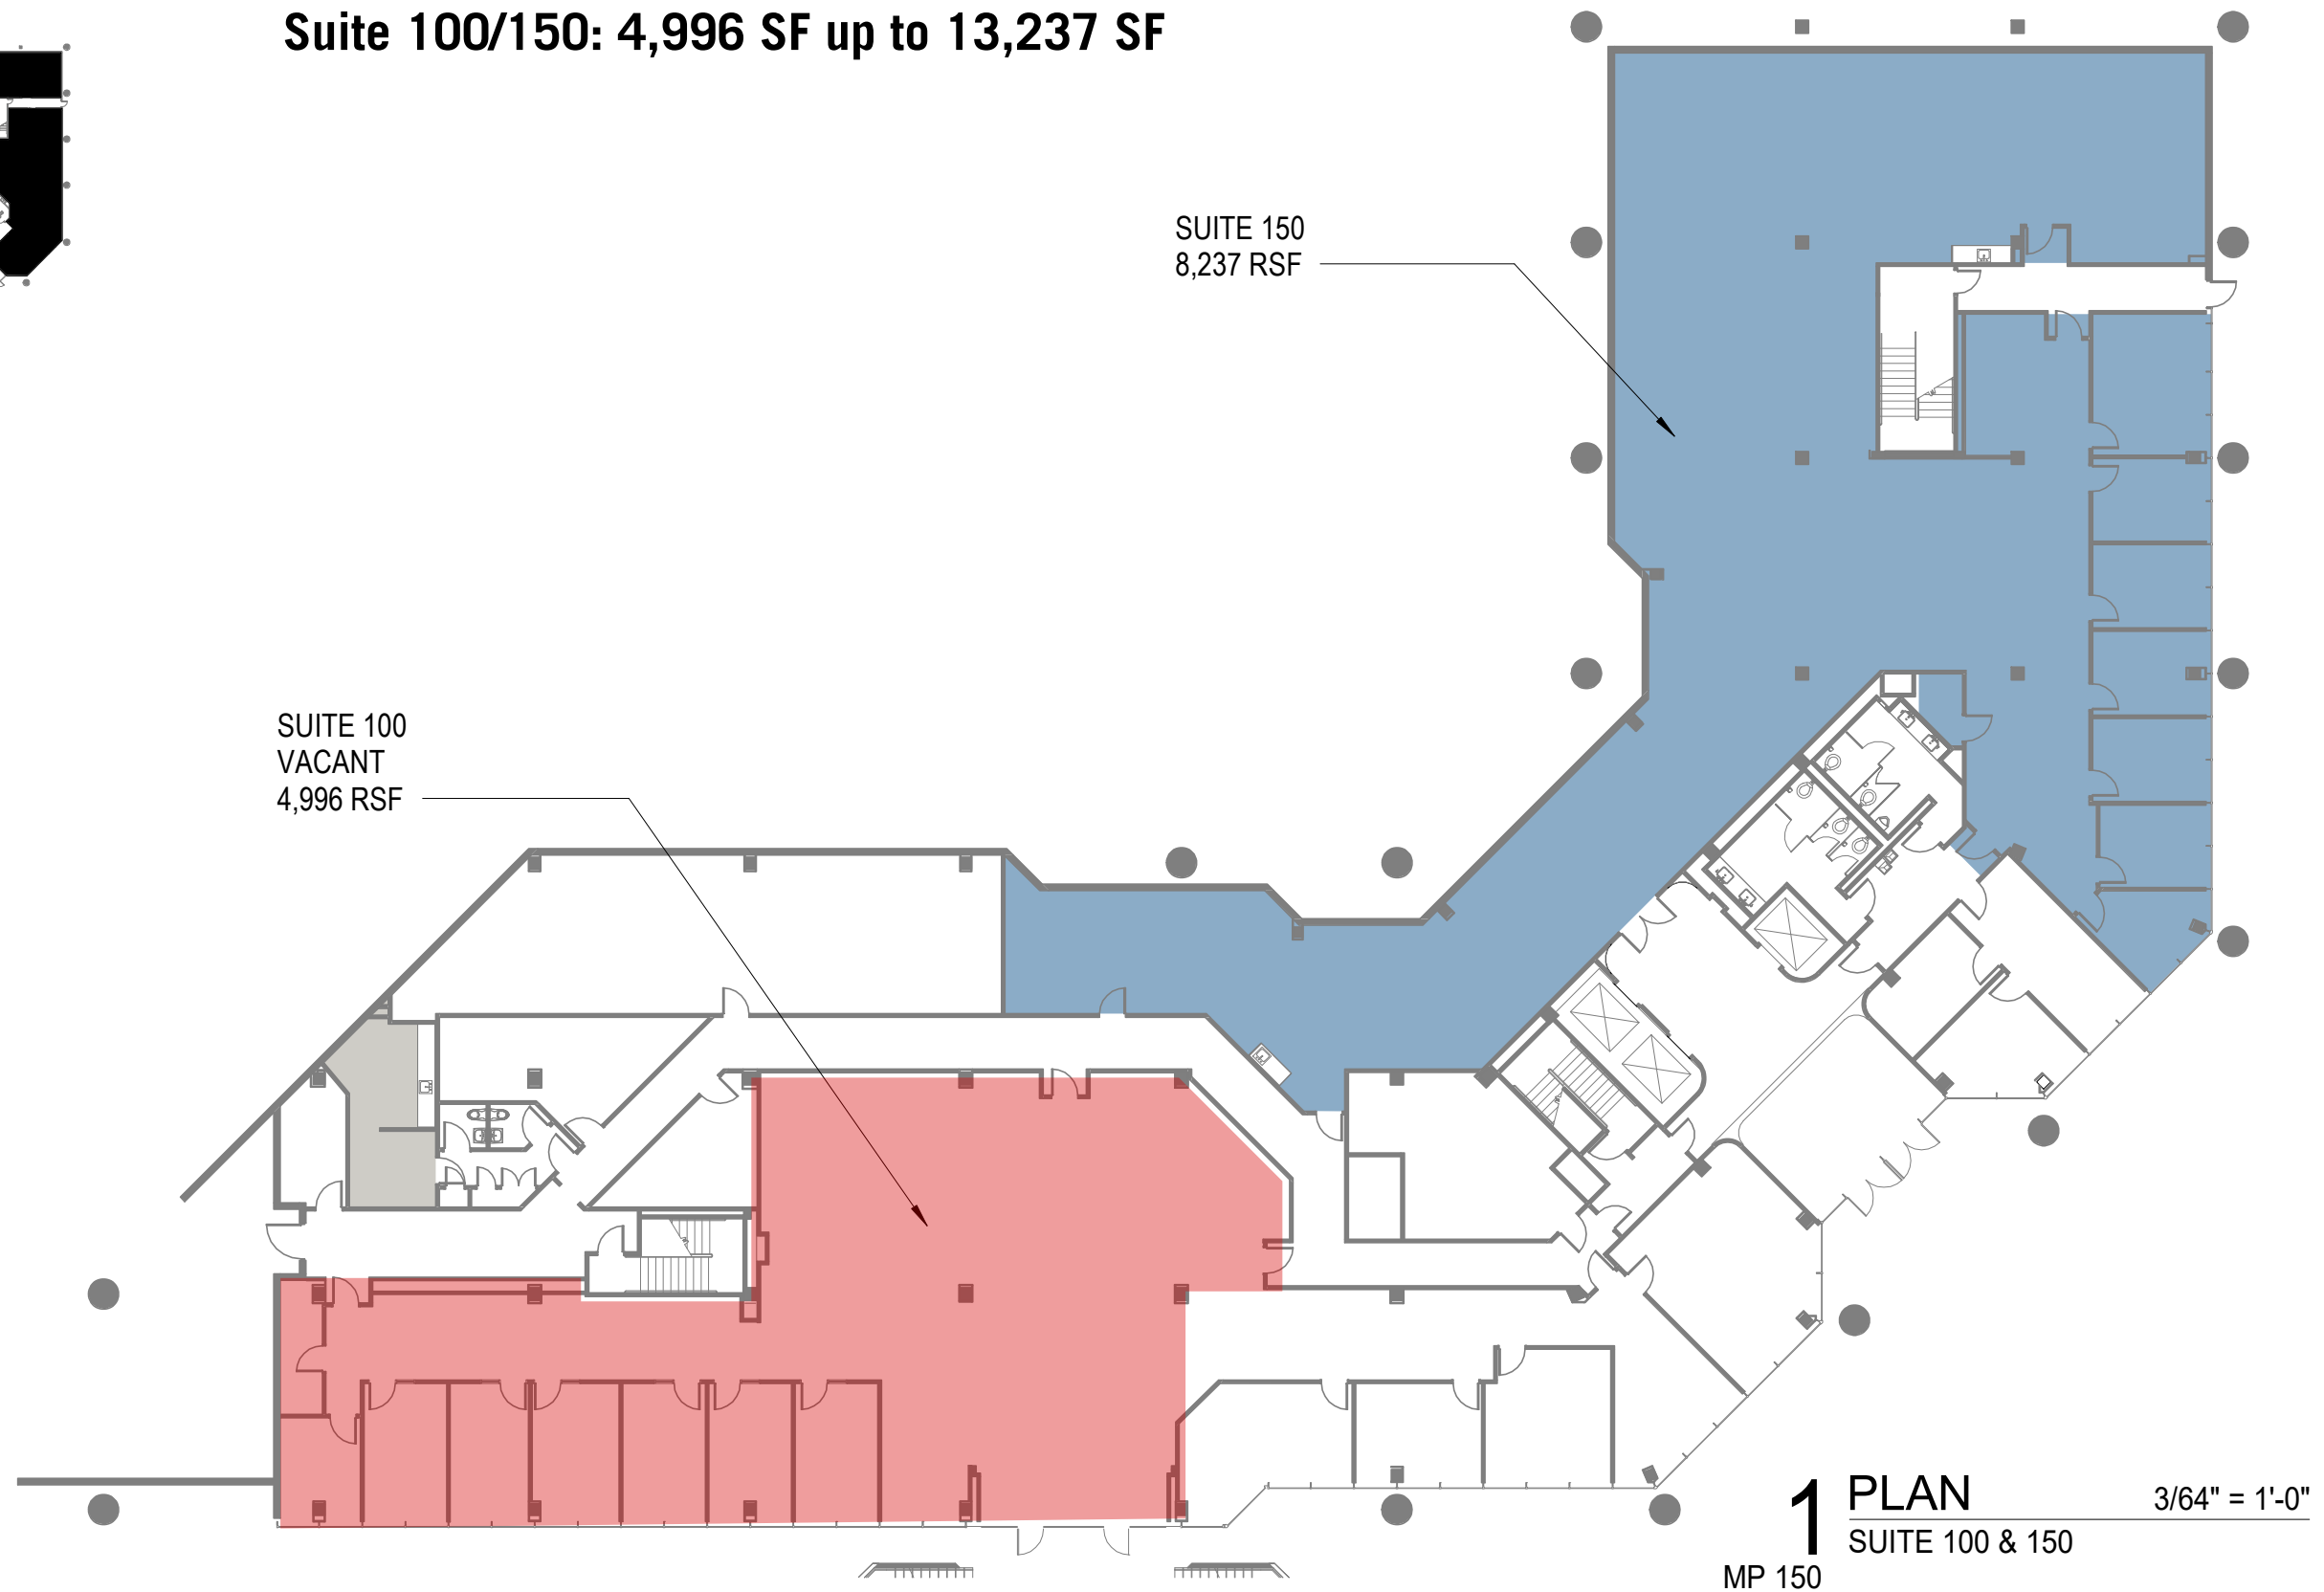 Suite 100/150: 4,996 SF up to 13,237 SF
SUITE 150
8,237 RSF
SUITE 100
VACANT
4,996 RSF
1
PLAN
3/64" = 1'-0"
SUITE 100 & 150
MP 150